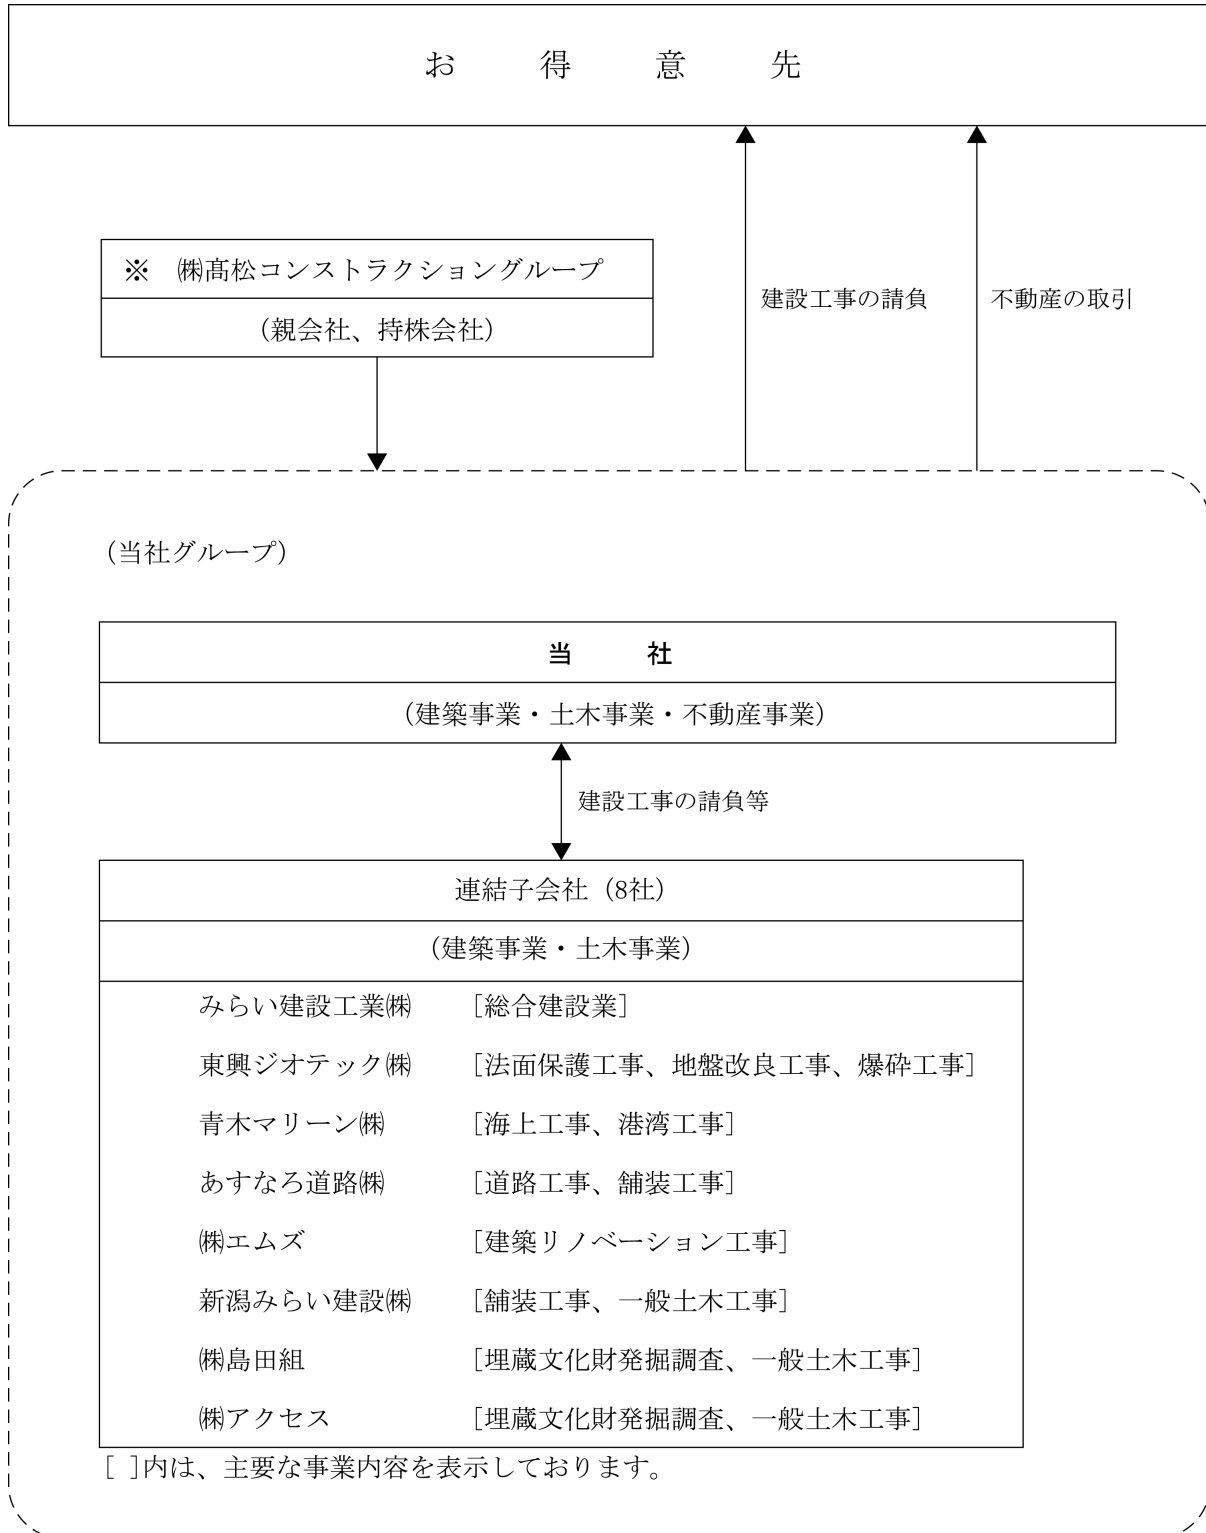 お 得 意 先
※ ㈱髙松コンストラクショングループ
（親会社、持株会社）
建設工事の請負
不動産の取引
（当社グループ）
当 社
（建築事業・土木事業・不動産事業）
建設工事の請負等
連結子会社（8社）
（建築事業・土木事業）
みらい建設工業㈱ [総合建設業]
東興ジオテック㈱ [法面保護工事、地盤改良工事、爆砕工事]
青木マリーン㈱ [海上工事、港湾工事]
あすなろ道路㈱ [道路工事、舗装工事]
㈱エムズ [建築リノベーション工事]
新潟みらい建設㈱ [舗装工事、一般土木工事]
㈱島田組 [埋蔵文化財発掘調査、一般土木工事]
㈱アクセス [埋蔵文化財発掘調査、一般土木工事]
[ ]内は、主要な事業内容を表示しております。